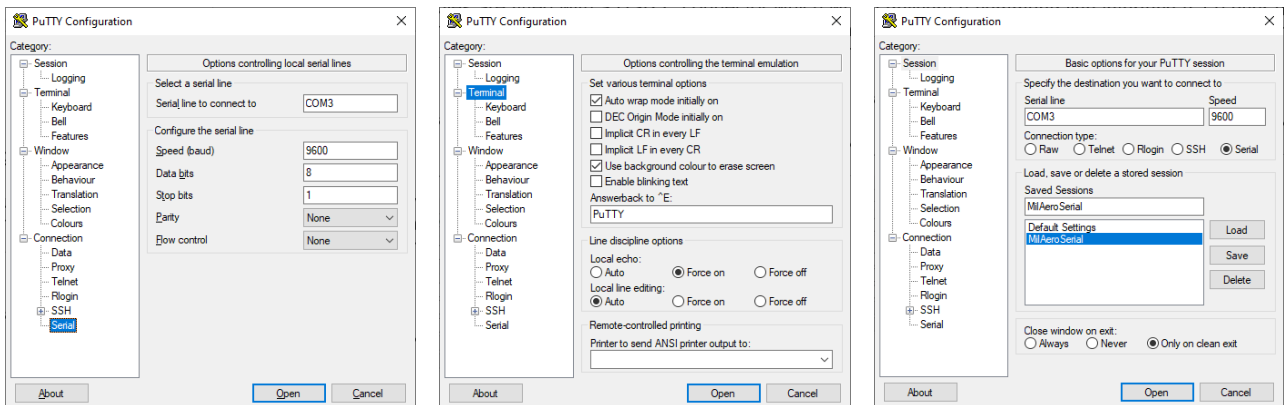 PuTTY Configuration
Category:
Session
Logging
Terminal
Keyboard
Bell
Features
Window
Appearance
Behaviour
Translation
Selection
Colours
Connection
Data
Proxy
Telnet
Rlogin
SSH
Serial
Options controlling local serial lines
Select a serial line
Serial line to connect to COM3
Configure the serial line
Speed (baud) 9600
Data bits 8
Stop bits 1
Parity None
Flow control None
About Open Cancel
PuTTY Configuration
Category:
Session
Logging
Terminal
Keyboard
Bell
Features
Window
Appearance
Behaviour
Translation
Selection
Colours
Connection
Data
Proxy
Telnet
Rlogin
SSH
Serial
Options controlling the terminal emulation
Set various terminal options
Auto wrap mode initially on
DEC Origin Mode initially on
Implicit CR in every LF
Implicit LF in every CR
Use background colour to erase screen
Enable blinking text
Answerback to ^E:
PuTTY
Line discipline options
Local echo:
Auto Force on Force off
Local line editing:
Auto Force on Force off
Remote-controlled printing
Printer to send ANSI printer output to:
About Open Cancel
PuTTY Configuration
Category:
Session
Logging
Terminal
Keyboard
Bell
Features
Window
Appearance
Behaviour
Translation
Selection
Colours
Connection
Data
Proxy
Telnet
Rlogin
SSH
Serial
Basic options for your PuTTY session
Specify the destination you want to connect to
Serial line Speed
COM3 9600
Connection type:
Raw Telnet Rlogin SSH Serial
Load, save or delete a stored session
Saved Sessions
MilAeroSerial
Default Settings
MilAeroSerial
Load
Save
Delete
Close window on exit:
Always Never Only on clean exit
About Open Cancel